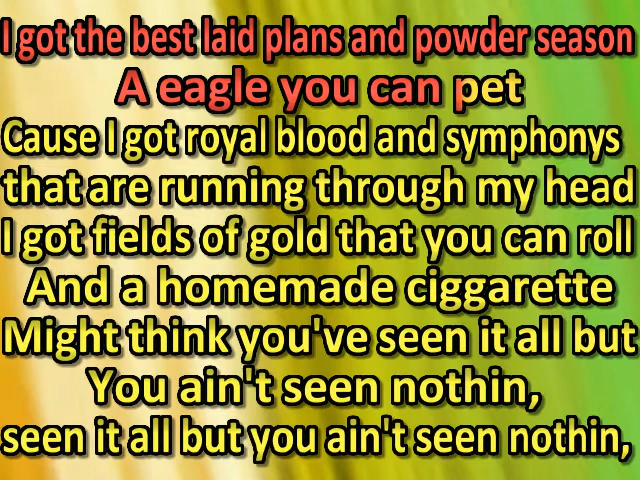 I got the best laid plans and powder season
A eagle you can pet
Cause I got royal blood and symphonys
that are running through my head
I got fields of gold that you can roll
And a homemade ciggarette
Might think you've seen it all but
You ain't seen nothin,
seen it all but you ain't seen nothin,